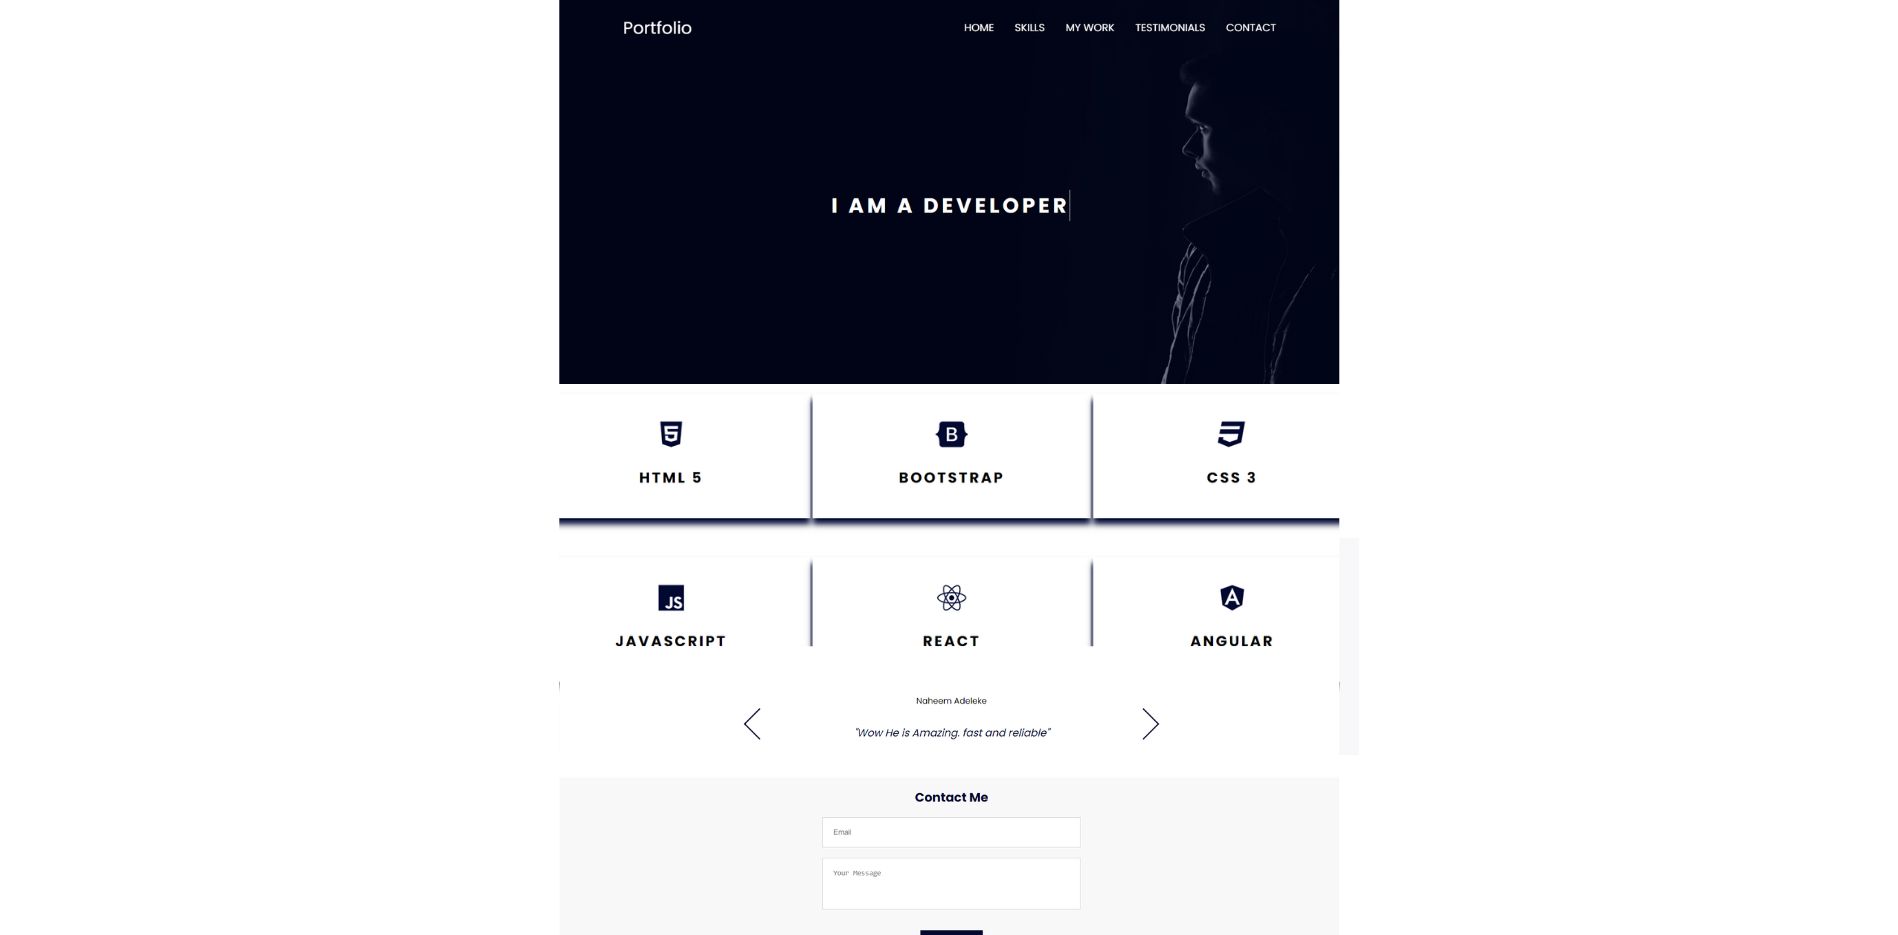 Portfolio
HOME SKILLS MY WORK TESTIMONIALS CONTACT
I AM A DEVELOPER
HTML 5
BOOTSTRAP
CSS 3
JAVASCRIPT
REACT
ANGULAR
Naheem Adeleke
"Wow He is Amazing. fast and reliable"
Contact Me
Email
Your Message